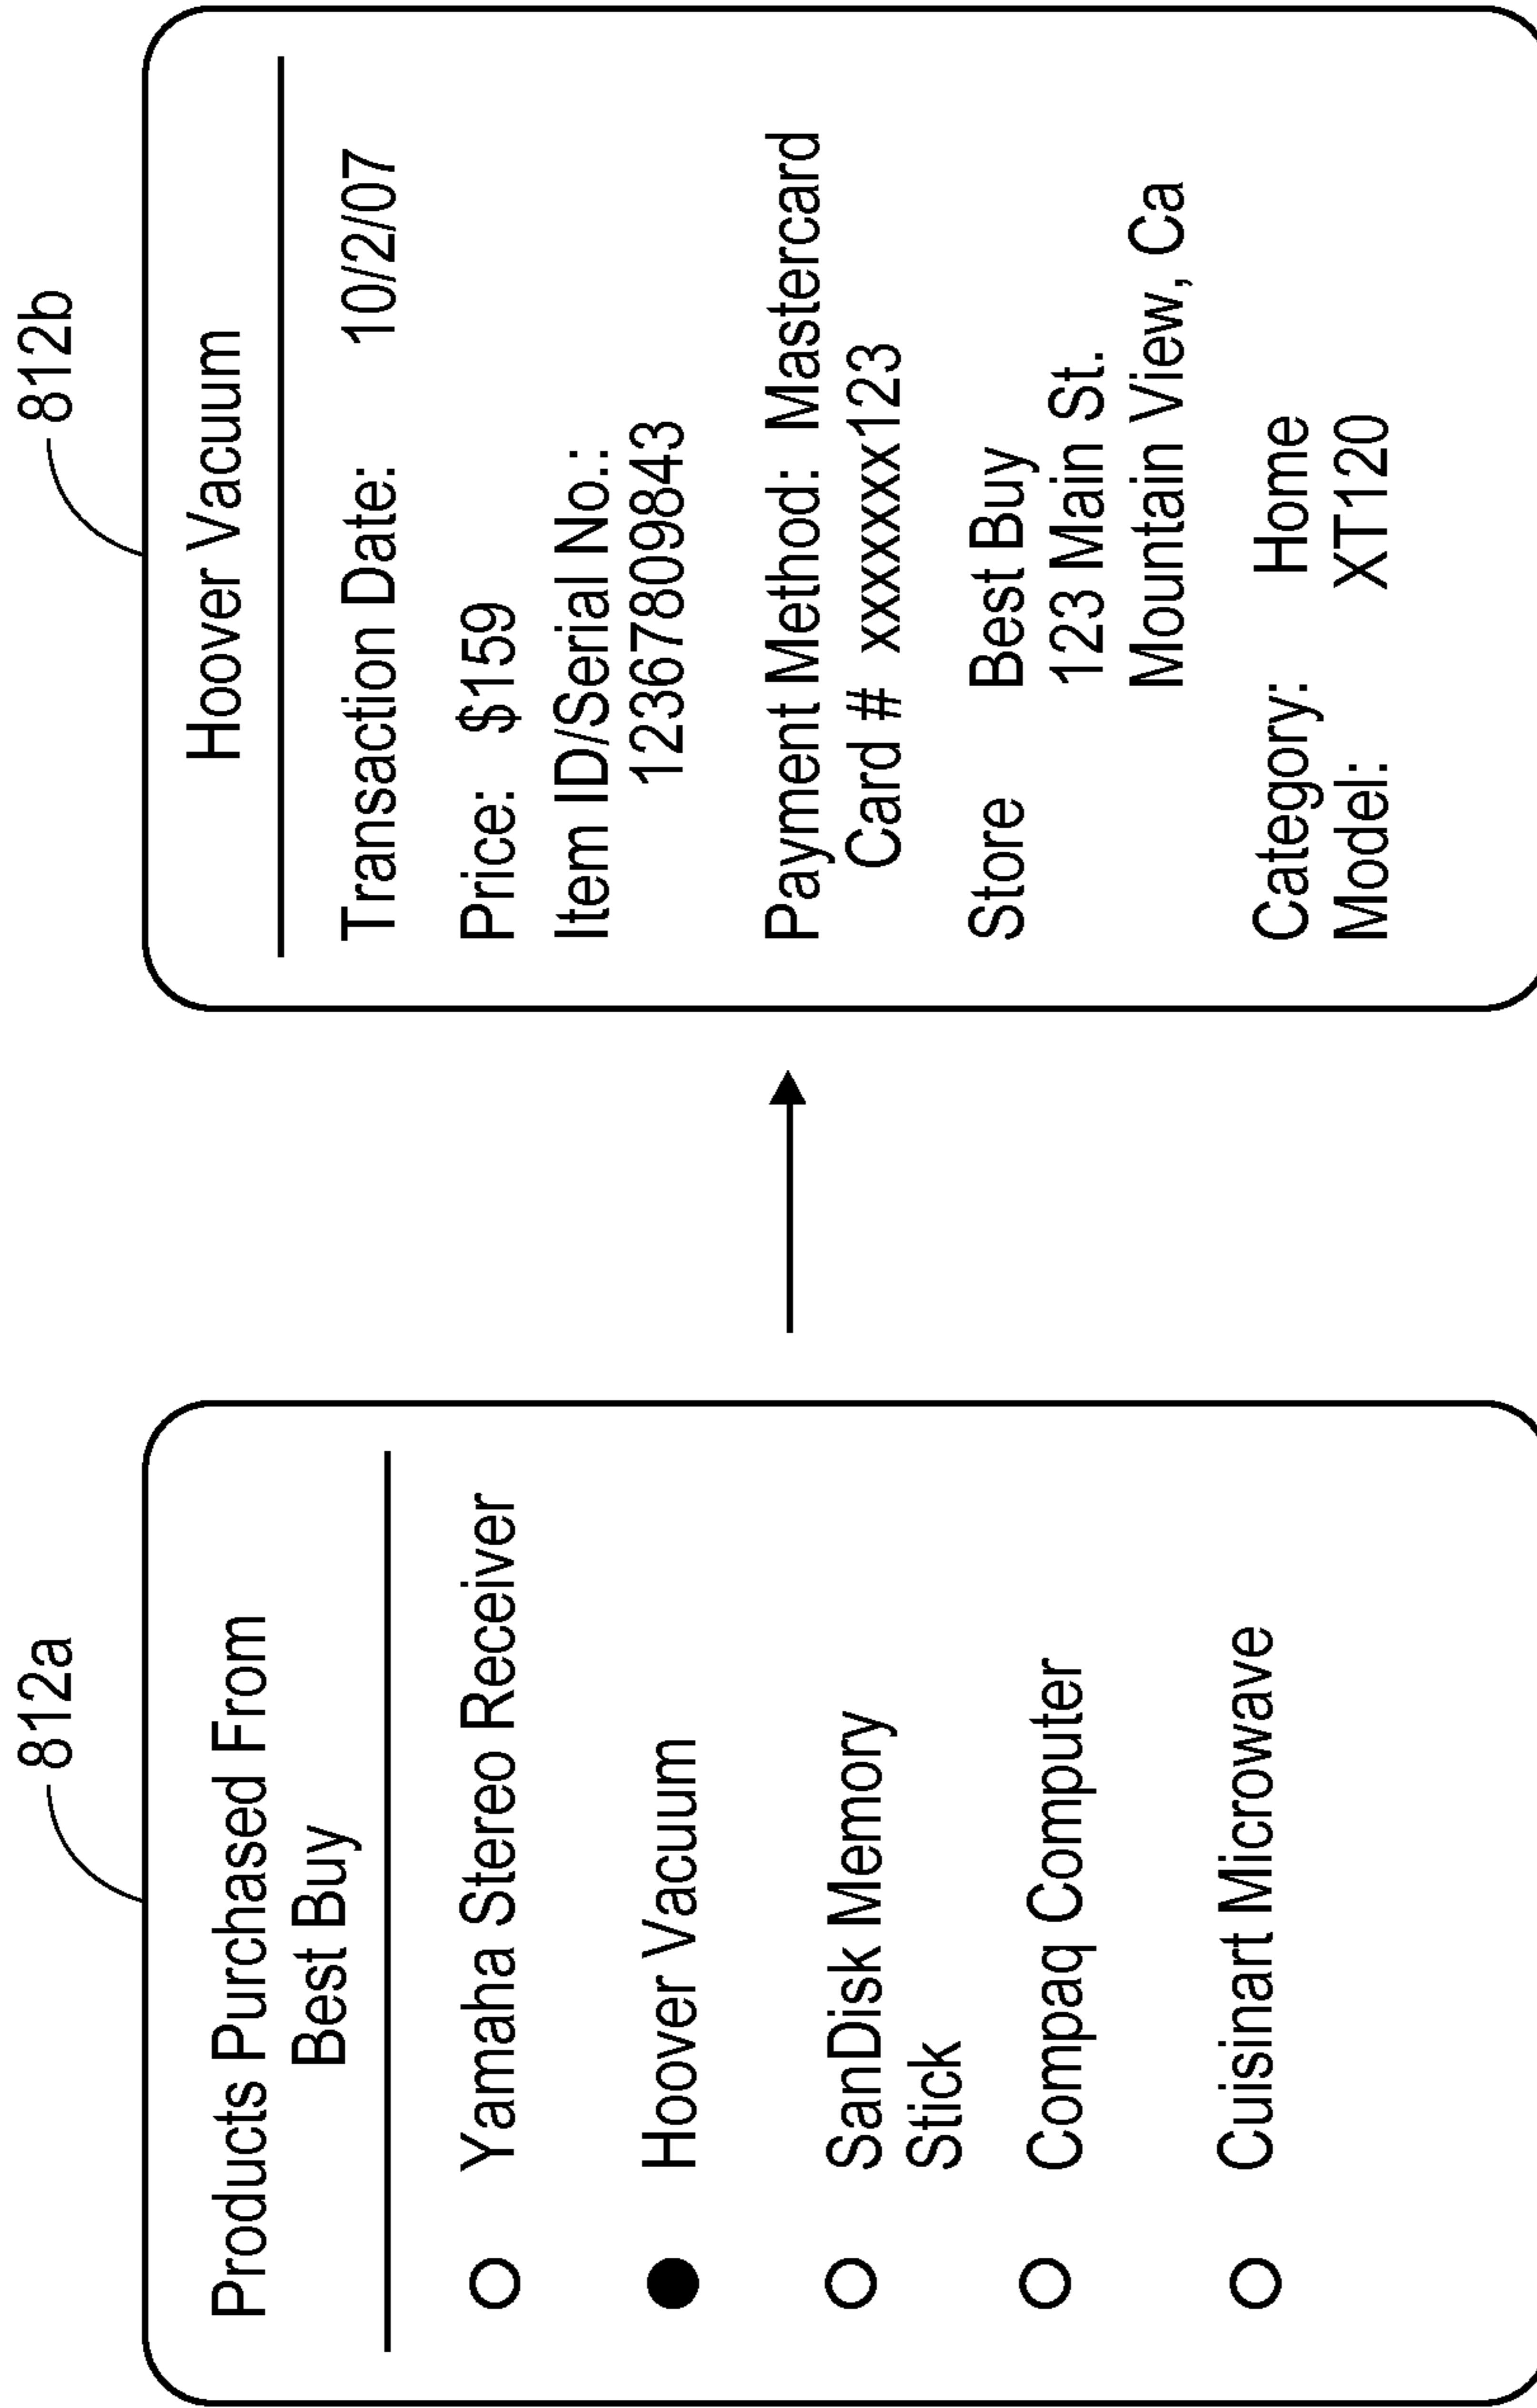 812a
Products Purchased From
Best Buy
Yamaha Stereo Receiver
Hoover Vacuum
SanDisk Memory
Stick
Compaq Computer
Cuisinart Microwave
812b
Hoover Vacuum
Transaction Date: 10/2/07
Price: $159
Item ID/Serial No.:
12367809843
Payment Method: Mastercard
Card # xxxxxxxx123
Store Best Buy
123 Main St.
Mountain View, Ca
Category: Home
Model: XT120